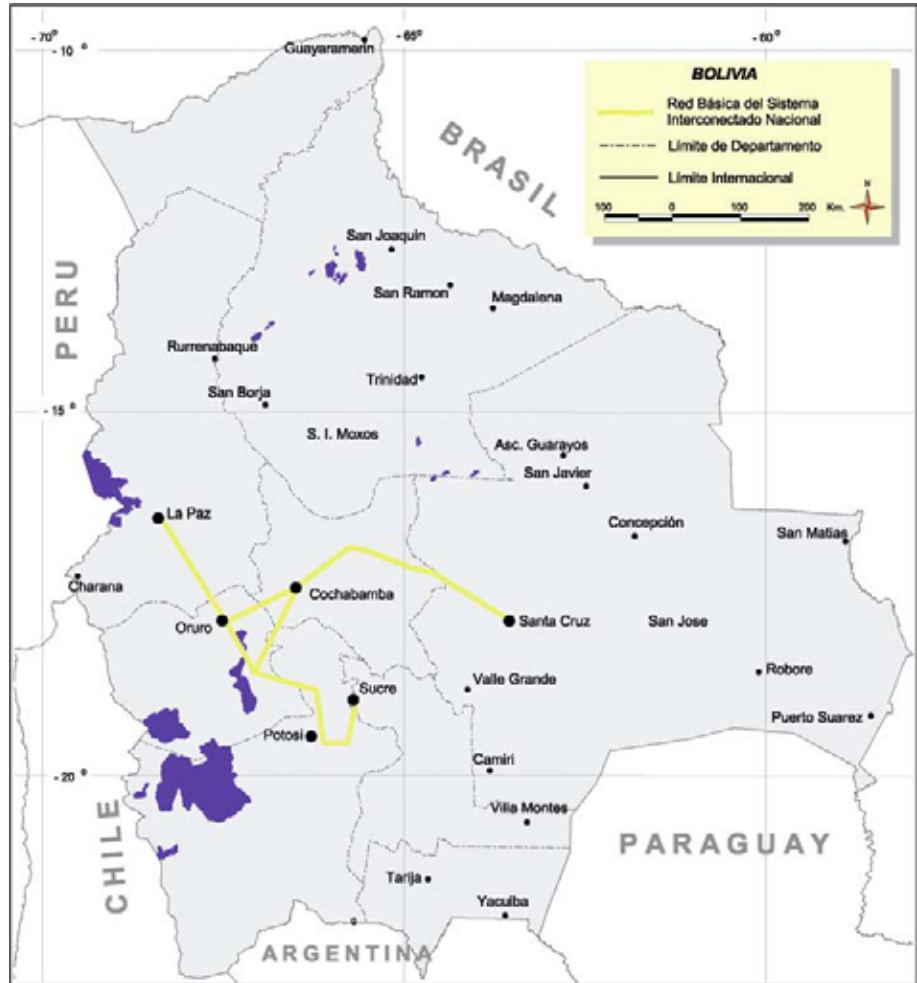 - 70 °
- 65 °
- 60 °
- 10 °
Guayaramerin
BOLIVIA
Red Básica del Sistema
Interconectado Nacional
Límite de Departamento
Límite Internacional
100 0 100 200 Km.
N
BRASIL
PERU
San Joaquin
San Ramon
Magdalena
Rurrenabaque
San Borja
Trinidad
- 15 °
S. I. Moxos
Asc. Guarayos
San Javier
La Paz
Concepción
San Matias
Charana
Cochabamba
Oruro
Santa Cruz
San Jose
Robore
Valle Grande
Sucre
Puerto Suarez
Potosí
Camiri
- 20 °
Villa Montes
CHILE
PARAGUAY
Tarija
Yacuiba
ARGENTINA